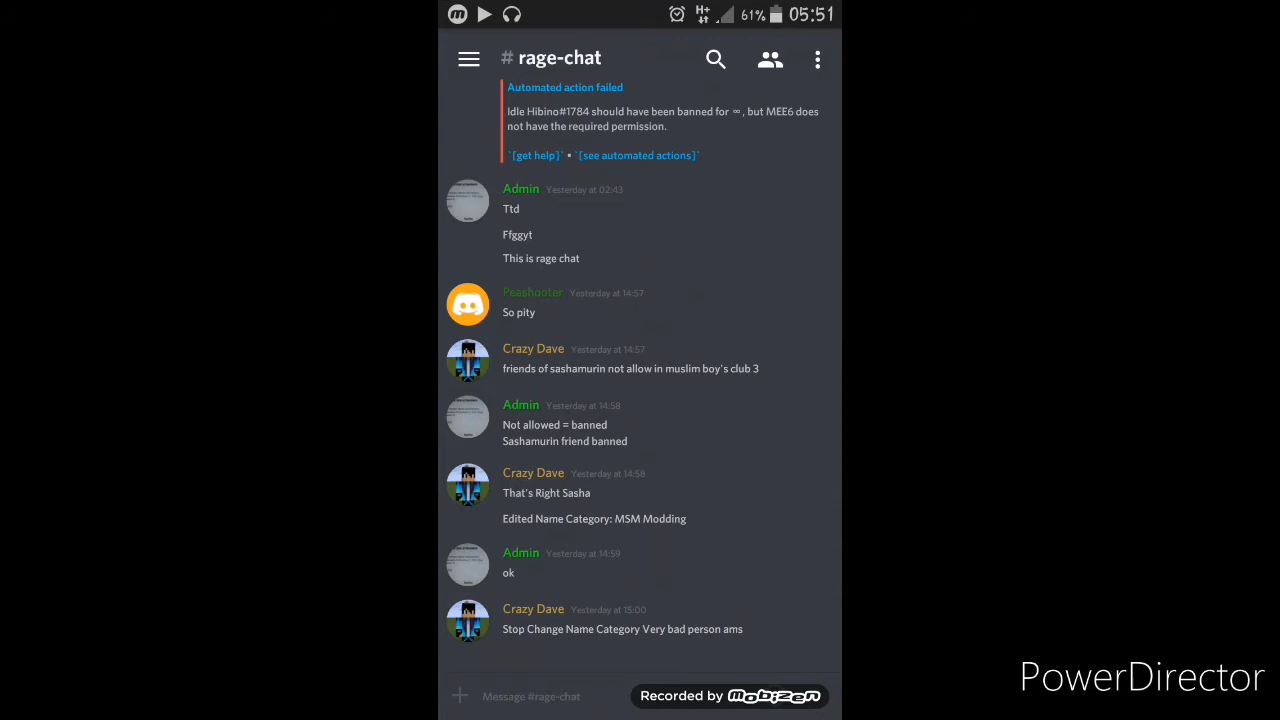 61% 05:51
# rage-chat
Automated action failed
Idle Hibino#1784 should have been banned for ∞, but MEE6 does
not have the required permission.
`[get help]` • `[see automated actions]`
Admin Yesterday at 02:43
Ttd
Ffggyt
This is rage chat
Peashooter Yesterday at 14:57
So pity
Crazy Dave Yesterday at 14:57
friends of sashamurin not allow in muslim boy's club 3
Admin Yesterday at 14:58
Not allowed = banned
Sashamurin friend banned
Crazy Dave Yesterday at 14:58
That's Right Sasha
Edited Name Category: MSM Modding
Admin Yesterday at 14:59
ok
Crazy Dave Yesterday at 15:00
Stop Change Name Category Very bad person ams
Message #rage-chat
Recorded by mobizen
PowerDirector